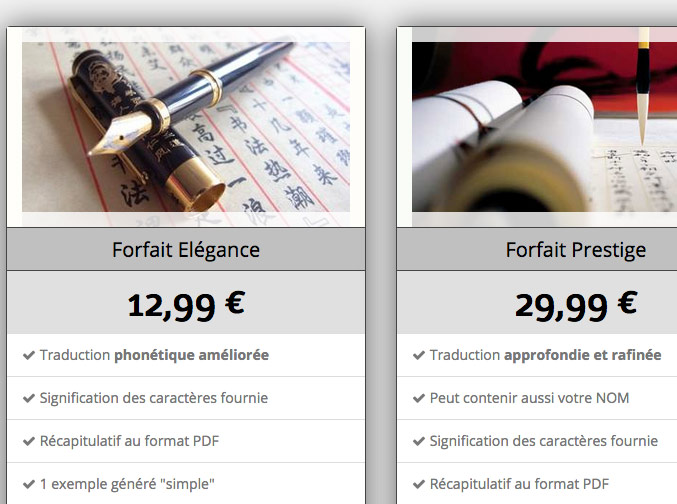 Forfait Elégance
12,99 €
Traduction phonétique améliorée
Signification des caractères fournie
Récapitulatif au format PDF
1 exemple généré "simple"
Forfait Prestige
29,99 €
Traduction approfondie et rafinée
Peut contenir aussi votre NOM
Signification des caractères fournie
Récapitulatif au format PDF